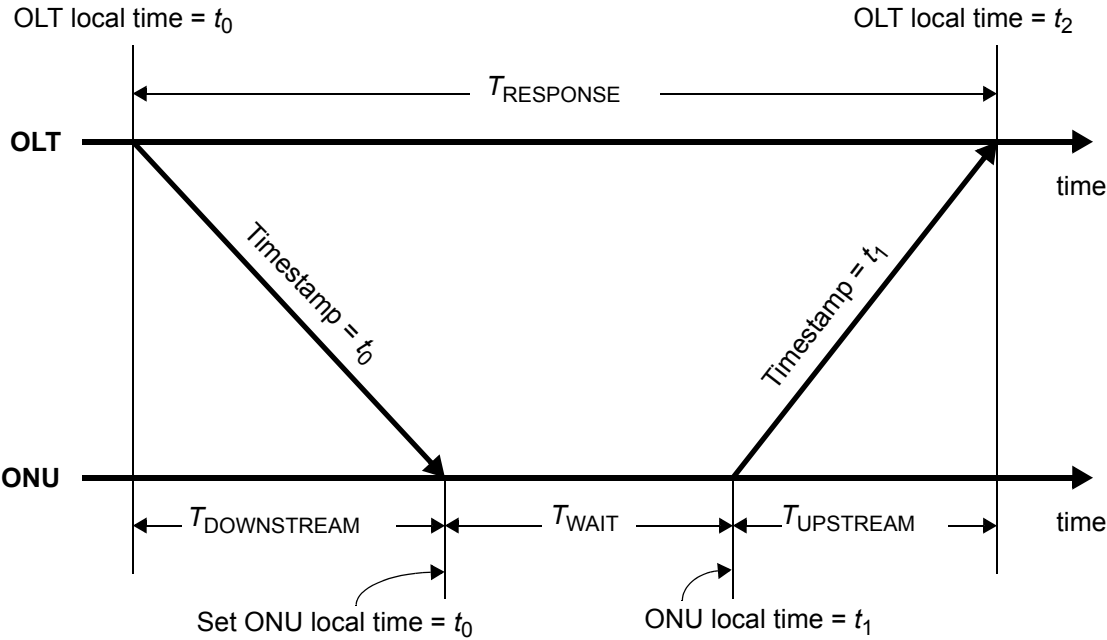 OLT local time = t0
OLT local time = t2
TRESPONSE
OLT
time
Timestamp = t0
Timestamp = t1
ONU
TDOWNSTREAM
TWAIT
TUPSTREAM
time
Set ONU local time = t0
ONU local time = t1